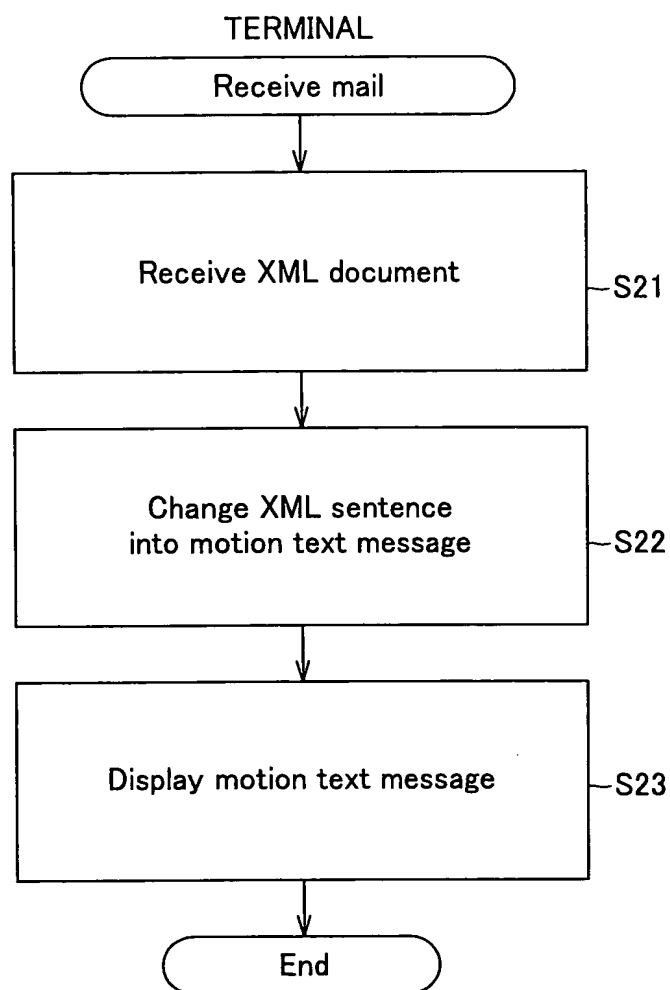 TERMINAL
Receive mail
Receive XML document
S21
Change XML sentence
into motion text message
S22
Display motion text message
S23
End